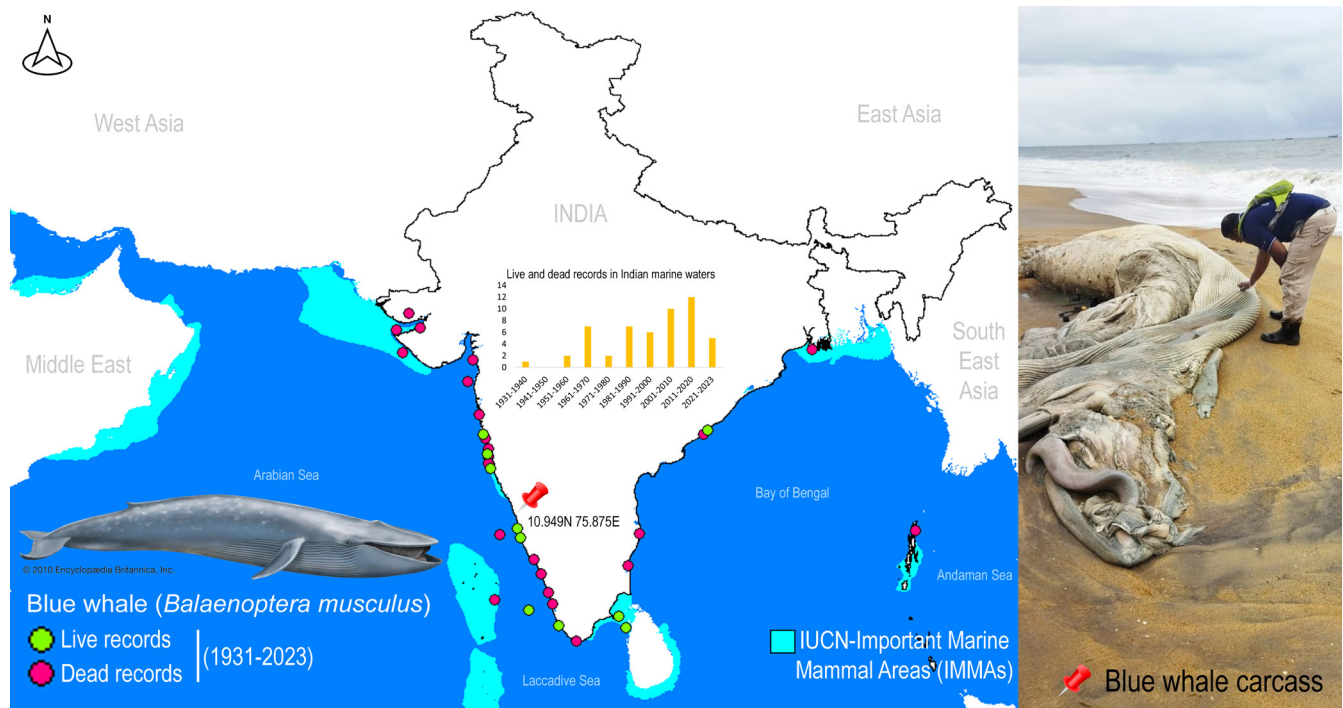 N
West Asia
East Asia
INDIA
Live and dead records in Indian marine waters
14
12
10
8
6
4
2
0
1931-1940
1941-1950
1951-1960
1961-1970
1971-1980
1981-1990
1991-2000
2001-2010
2011-2020
2021-2023
Middle East
South
East
Asia
Arabian Sea
Bay of Bengal
10.949N 75.875E
© 2010 Encyclopædia Britannica, Inc.
Andaman Sea
Blue whale (Balaenoptera musculus)
Live records
Dead records
(1931-2023)
Laccadive Sea
IUCN-Important Marine
Mammal Areas (IMMAs)
Blue whale carcass